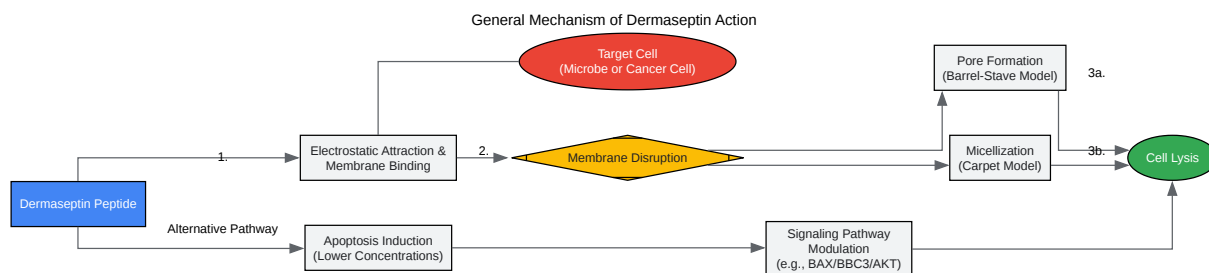 General Mechanism of Dermaseptin Action
Target Cell
(Microbe or Cancer Cell)
Pore Formation
(Barrel-Stave Model)
3a.
1.
Electrostatic Attraction &
Membrane Binding
2.
Membrane Disruption
Micellization
(Carpet Model)
3b.
Cell Lysis
Dermaseptin Peptide
Alternative Pathway
Apoptosis Induction
(Lower Concentrations)
Signaling Pathway
Modulation
(e.g., BAX/BBC3/AKT)